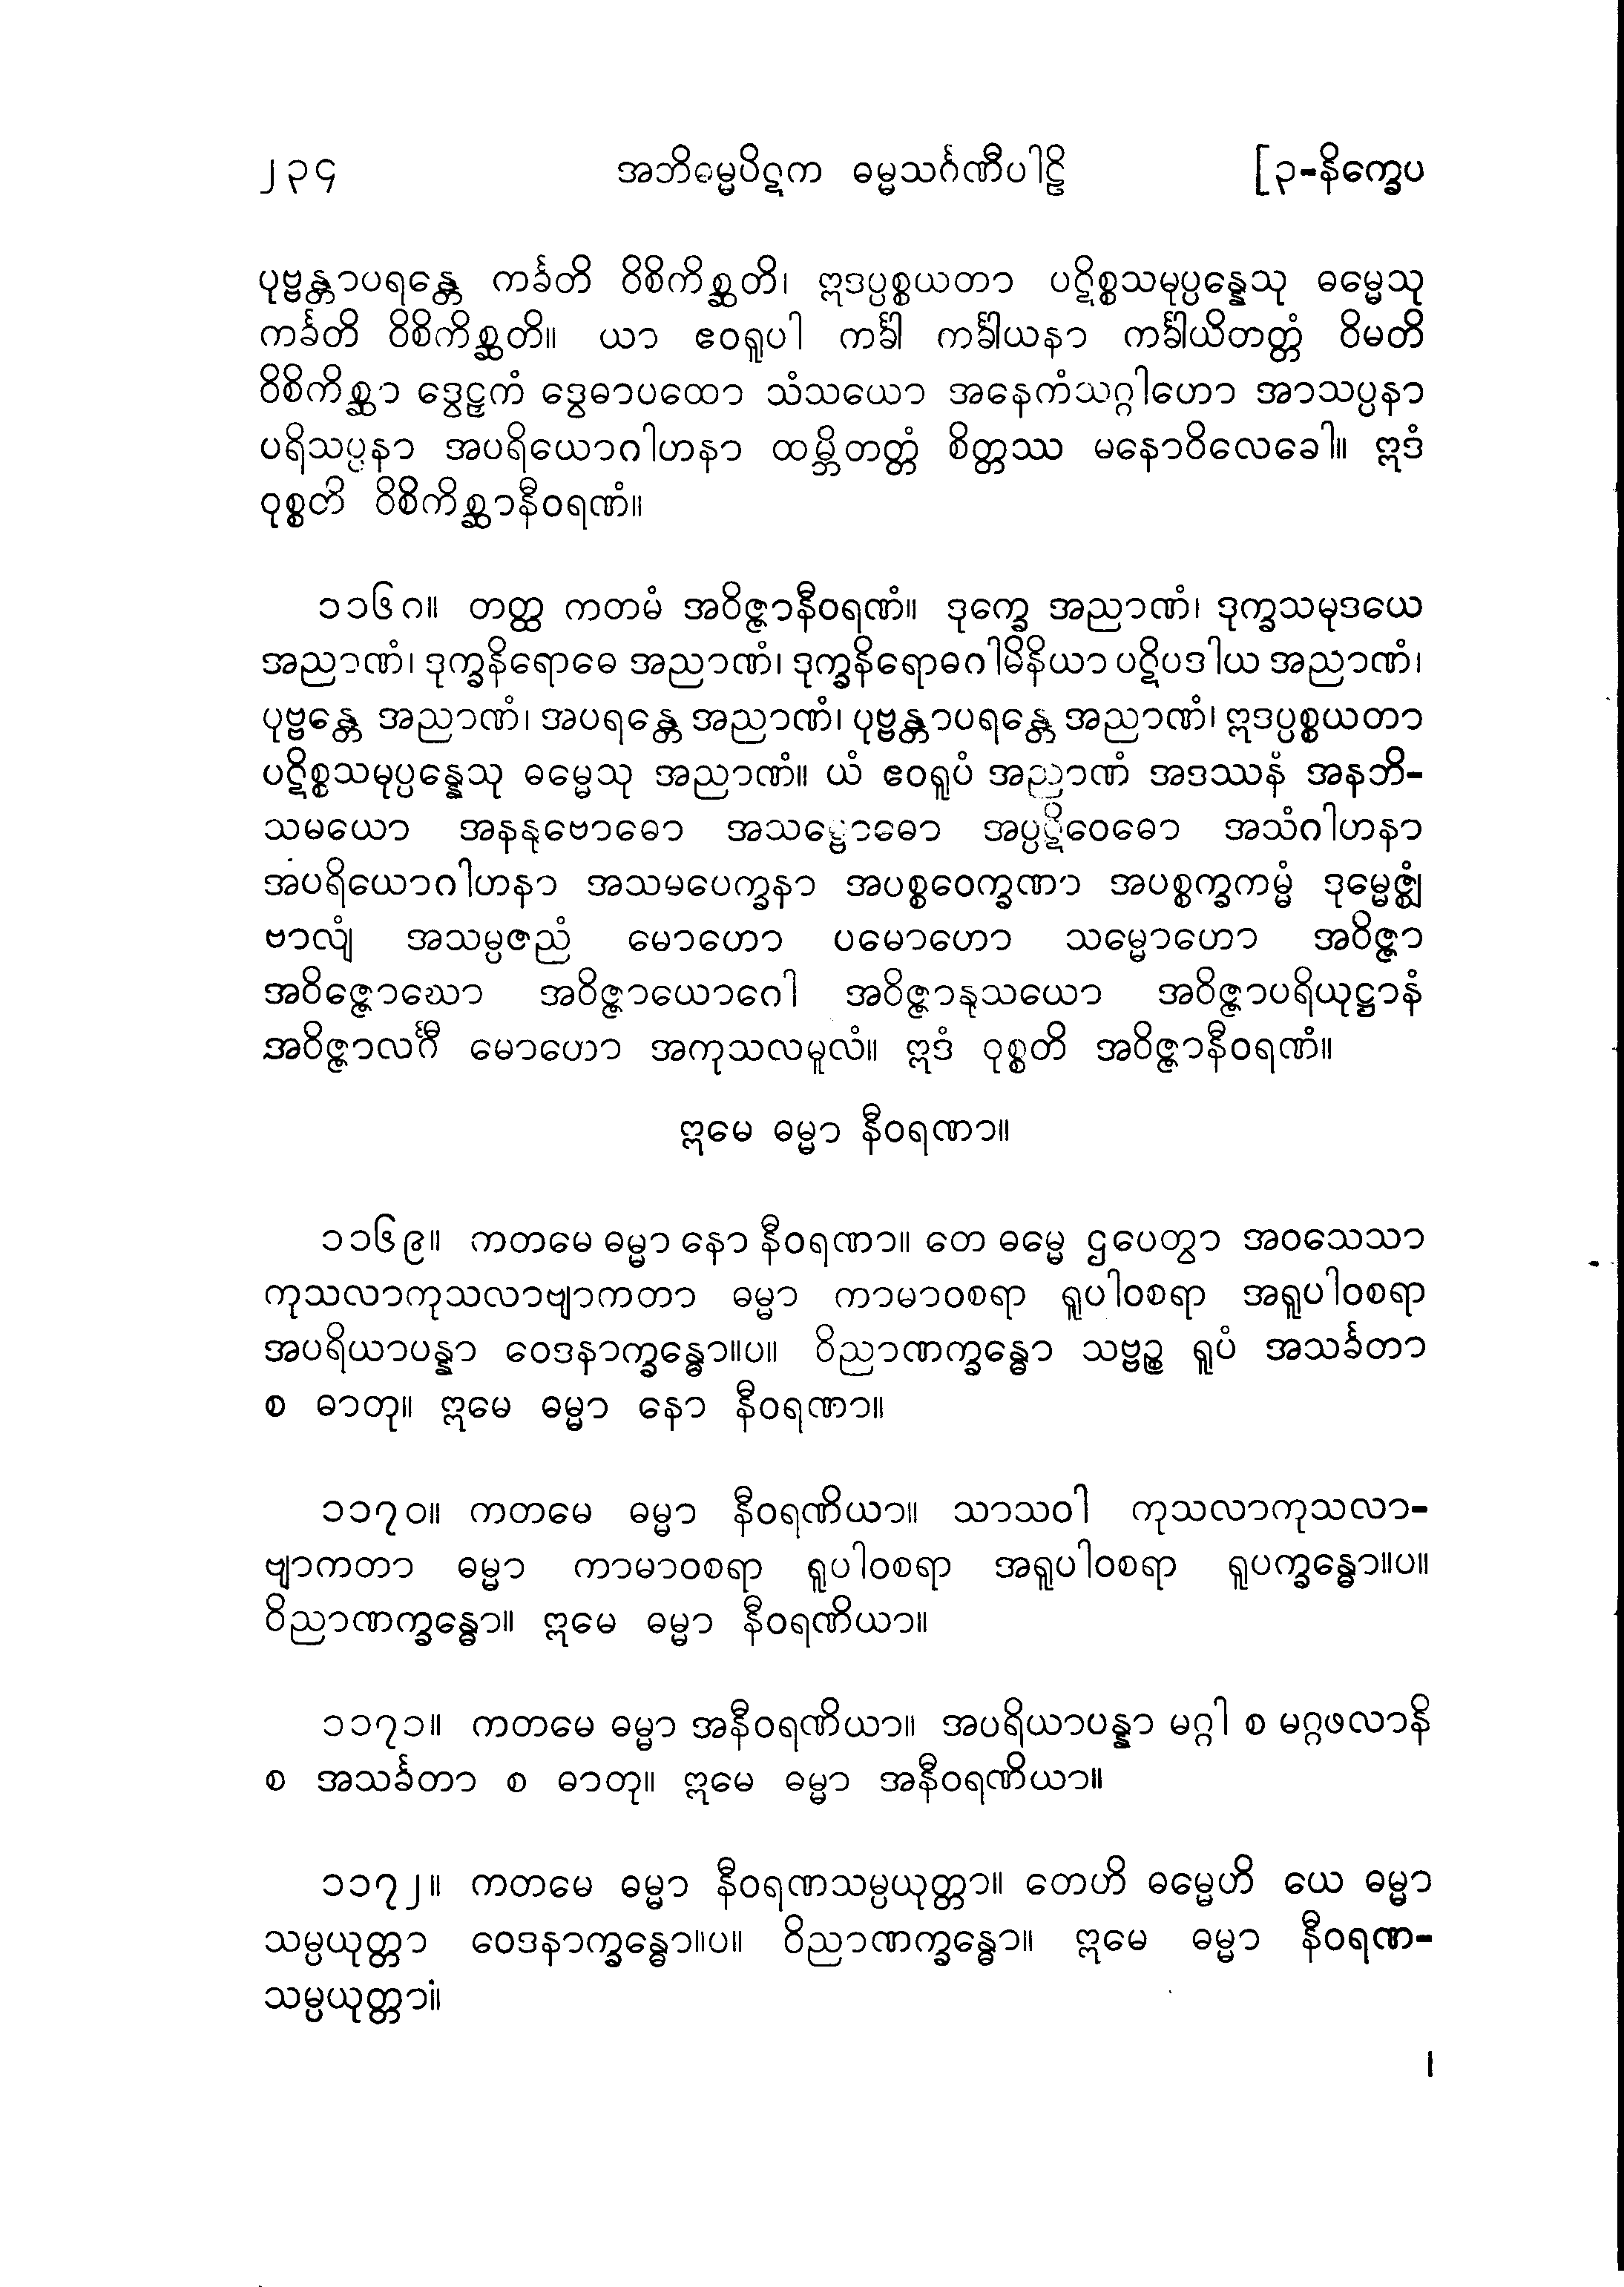 ၂၃၄ အဘိဓမ္မပိဋက ဓမ္မသင်္ဂဏီပါဠိ [၃-နိက္ခေပ
ပုဗ္ဗန္တာပရန္တေ ကင်္ခတိ ဝိစိကိစ္ဆတိ၊ ဣဒပ္ပစ္စယတာ ပဋိစ္စသမုပ္ပန္နေသု ဓမ္မေသု
ကင်္ခတိ ဝိစိကိစ္ဆတိ။ ယာ ဧဝရူပါ ကင်္ခါ ကင်္ခါယနာ ကင်္ခါယိတတ္တံ ဝိမတိ
ဝိစိကိစ္ဆာ ဒွေဠှကံ ဒွေဓာပထော သံသယော အနေကံသဂ္ဂါဟော အာသပ္ပနာ
ပရိသပ္ပနာ အပရိယောဂါဟနာ ထမ္ဘိတတ္တံ စိတ္တဿ မနောဝိလေခေါ။ ဣဒံ
ဝုစ္စတိ ဝိစိကိစ္ဆာနီဝရဏံ။
၁၁၆ဂ။ တတ္ထ ကတမံ အဝိဇ္ဇာနီဝရဏံ။ ဒုက္ခေ အညာဏံ၊ ဒုက္ခသမုဒယေ
အညာဏံ၊ ဒုက္ခနိရောဓေ အညာဏံ၊ ဒုက္ခနိရောဓဂါမိနိယာ ပဋိပဒါယ အညာဏံ၊
ပုဗ္ဗန္တေ အညာဏံ၊ အပရန္တေ အညာဏံ၊ ပုဗ္ဗန္တာပရန္တေ အညာဏံ၊ ဣဒပ္ပစ္စယတာ
ပဋိစ္စသမုပ္ပန္နေသု ဓမ္မေသု အညာဏံ။ ယံ ဧဝရူပံ အညာဏံ အဒဿနံ အနဘိ-
သမယော အနနုဗောဓော အသမ္ဗောဓော အပ္ပဋိဝေဓော အသံဂါဟနာ
အပရိယောဂါဟနာ အသမပေက္ခနာ အပစ္စဝေက္ခဏာ အပစ္စက္ခကမ္မံ ဒုမ္မေဇ္ဈံ
ဗာလျံ အသမ္ပဇညံ မောဟော ပမောဟော သမ္မောဟော အဝိဇ္ဇာ
အဝိဇ္ဇောဃော အဝိဇ္ဇာယောဂေါ အဝိဇ္ဇာနုသယော အဝိဇ္ဇာပရိယုဋ္ဌာနံ
အဝိဇ္ဇာလင်္ဂီ မောဟော အကုသလမူလံ။ ဣဒံ ဝုစ္စတိ အဝိဇ္ဇာနီဝရဏံ။
ဣမေ ဓမ္မာ နီဝရဏာ။
၁၁၆၉။ ကတမေ ဓမ္မာ နော နီဝရဏာ။ တေ ဓမ္မေ ဌပေတွာ အဝသေသာ
ကုသလာကုသလာဗျာကတာ ဓမ္မာ ကာမာဝစရာ ရူပါဝစရာ အရူပါဝစရာ
အပရိယာပန္နာ ဝေဒနာက္ခန္ဓော။ပ။ ဝိညာဏက္ခန္ဓော သဗ္ဗဉ္စ ရူပံ အသင်္ခတာ
စ ဓာတု။ ဣမေ ဓမ္မာ နော နီဝရဏာ။
၁၁၇၀။ ကတမေ ဓမ္မာ နီဝရဏိယာ။ သာသဝါ ကုသလာကုသလာ-
ဗျာကတာ ဓမ္မာ ကာမာဝစရာ ရူပါဝစရာ အရူပါဝစရာ ရူပက္ခန္ဓော။ပ။
ဝိညာဏက္ခန္ဓော။ ဣမေ ဓမ္မာ နီဝရဏိယာ။
၁၁၇၁။ ကတမေ ဓမ္မာ အနီဝရဏိယာ။ အပရိယာပန္နာ မဂ္ဂါ စ မဂ္ဂဖလာနိ
စ အသင်္ခတာ စ ဓာတု။ ဣမေ ဓမ္မာ အနီဝရဏိယာ။
၁၁၇၂။ ကတမေ ဓမ္မာ နီဝရဏသမ္ပယုတ္တာ။ တေဟိ ဓမ္မေဟိ ယေ ဓမ္မာ
သမ္ပယုတ္တာ ဝေဒနာက္ခန္ဓော။ပ။ ဝိညာဏက္ခန္ဓော။ ဣမေ ဓမ္မာ နီဝရဏ-
သမ္ပယုတ္တာ။